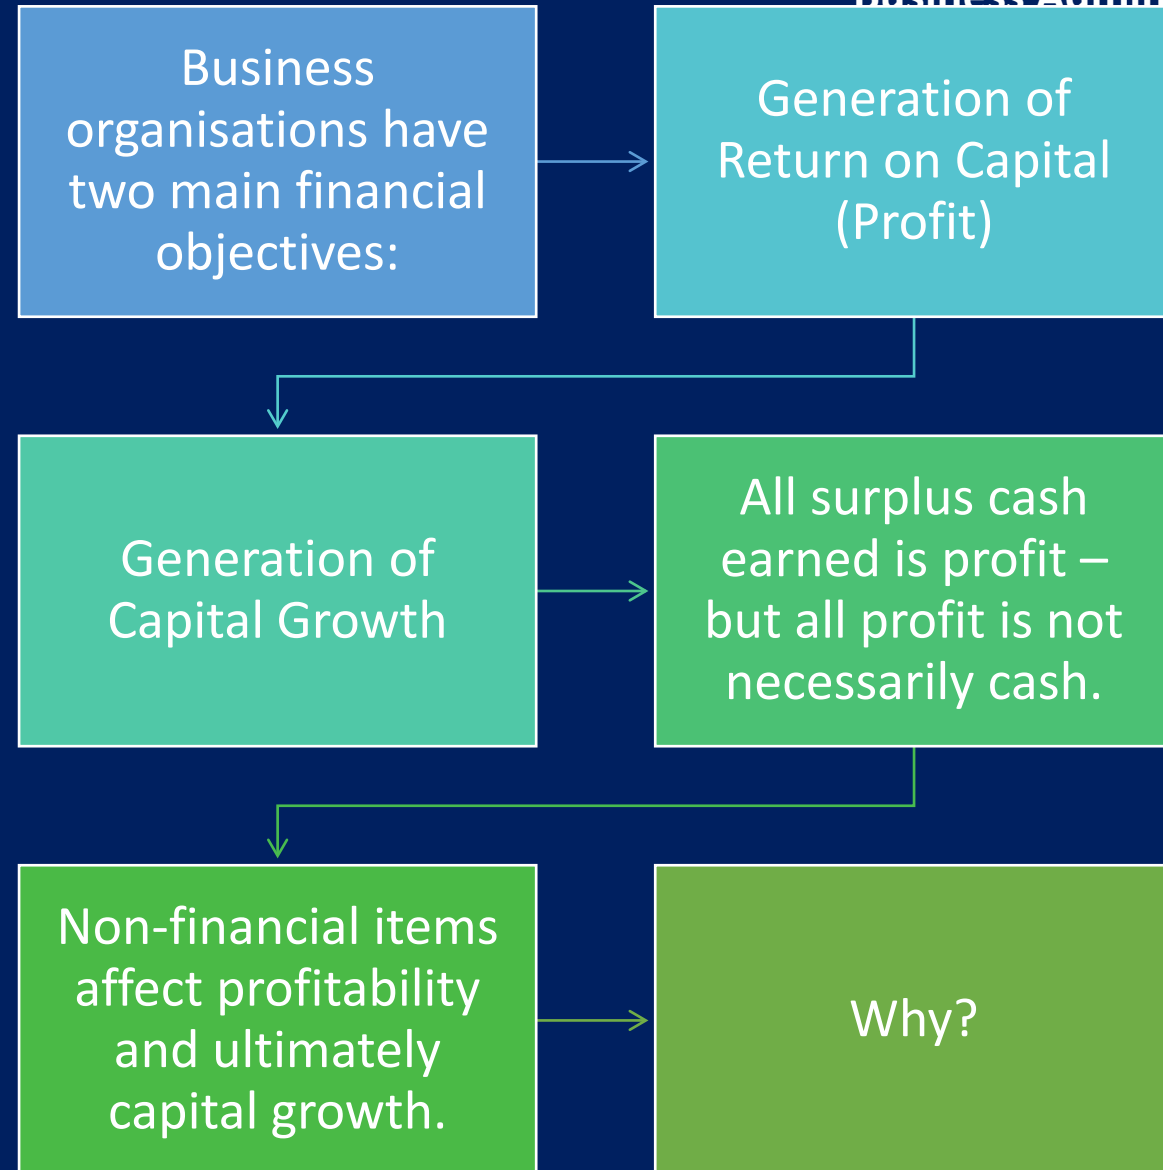 Business
organisations have
two main financial
objectives:
Generation of
Return on Capital
(Profit)
Generation of
Capital Growth
All surplus cash
earned is profit –
but all profit is not
necessarily cash.
Non-financial items
affect profitability
and ultimately
capital growth.
Why?